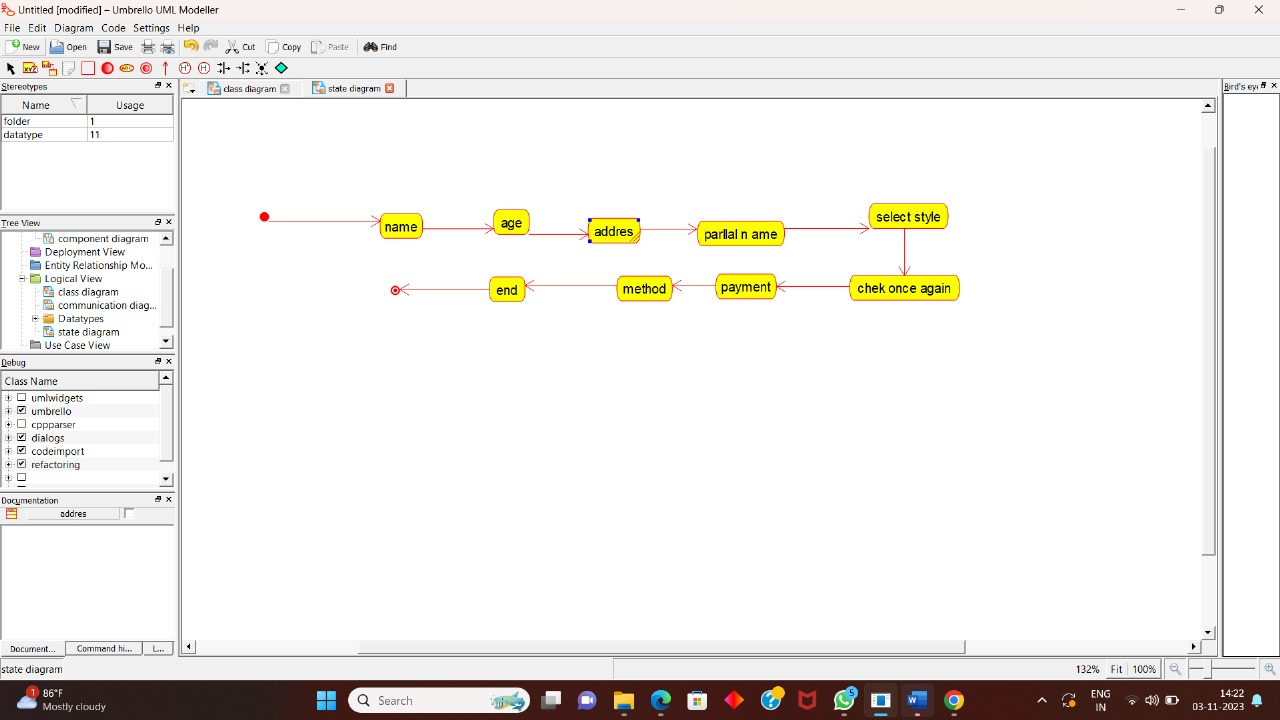 Untitled [modified] – Umbrello UML Modeller
File Edit Diagram Code Settings Help
New Open Save Cut Copy Paste Find
Stereotypes
Name Usage
folder 1
datatype 11
Tree View
component diagram
Deployment View
Entity Relationship Mo...
Logical View
class diagram
communication diag...
Datatypes
state diagram
Use Case View
Debug
Class Name
umlwidgets
umbrello
cppparser
dialogs
codeimport
refactoring
Documentation
addres
Document... Command hi... L...
class diagram state diagram
name
age
addres
parllal n ame
select style
end
method
payment
chek once again
Bird's ey
state diagram
132% Fit 100%
1
86°F
Mostly cloudy
Search
5
ENG
IN
14:22
03-11-2023